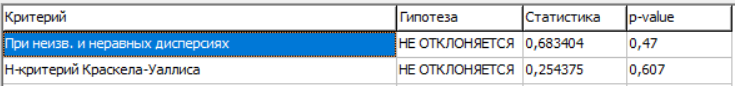 Критерий Гипотеза Статистика p-value
При неизв. и неравных дисперсиях НЕ ОТКЛОНЯЕТСЯ 0,683404 0,47
H-критерий Краскела-Уаллиса НЕ ОТКЛОНЯЕТСЯ 0,254375 0,607